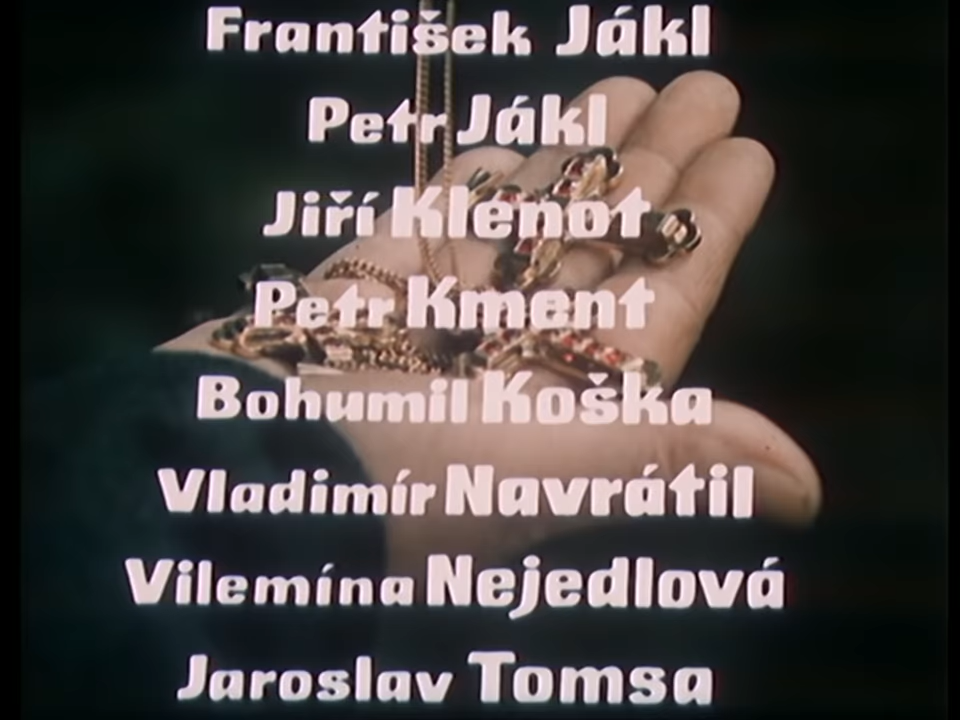 František Jákl
Petr Jákl
Jiří Klenot
Petr Kment
Bohumil Koška
Vladimír Navrátil
Vilemína Nejedlová
Jaroslav Tomsa